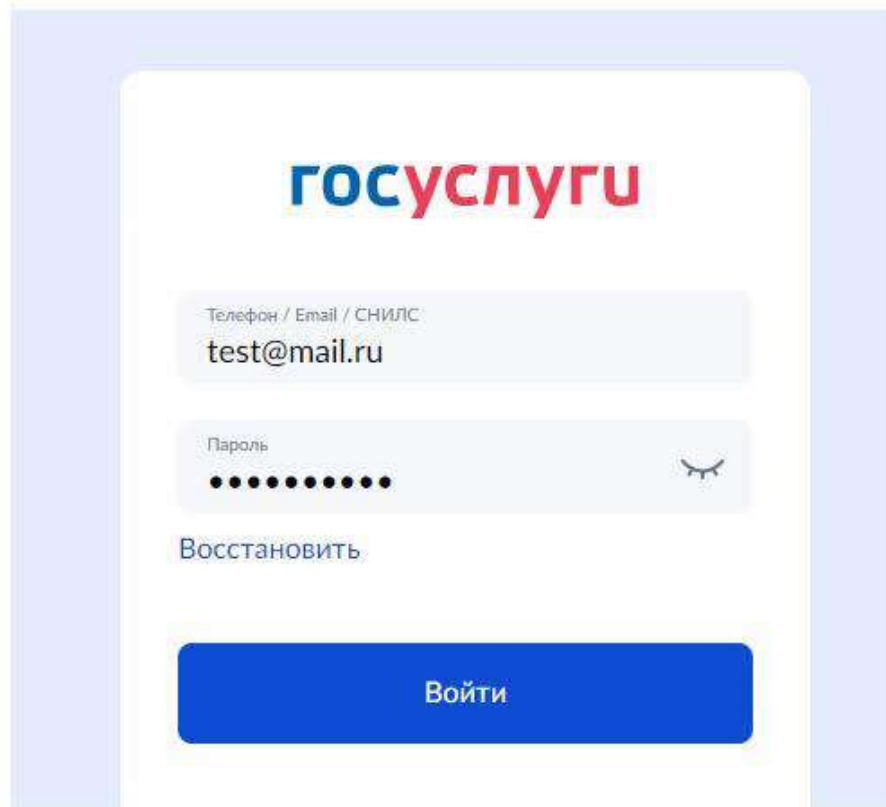 госуслуги
Телефон / Email / СНИЛС
test@mail.ru
Пароль
••••••••••
Восстановить
Войти